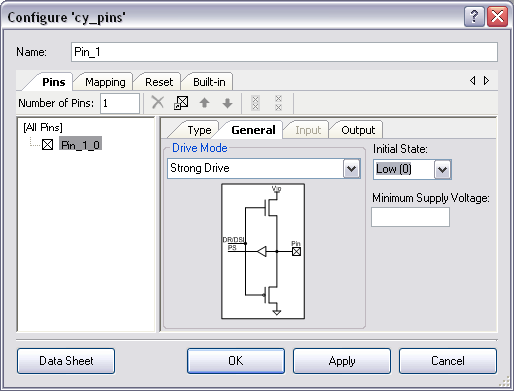 Configure 'cy_pins'
Name: Pin_1
Pins Mapping Reset Built-in
Number of Pins: 1
[All Pins]
Pin_1_0
Type General Input Output
Drive Mode
Strong Drive
Initial State:
Low (0)
Minimum Supply Voltage:
Vio
DR/DSI
PS
Pin
Data Sheet OK Apply Cancel